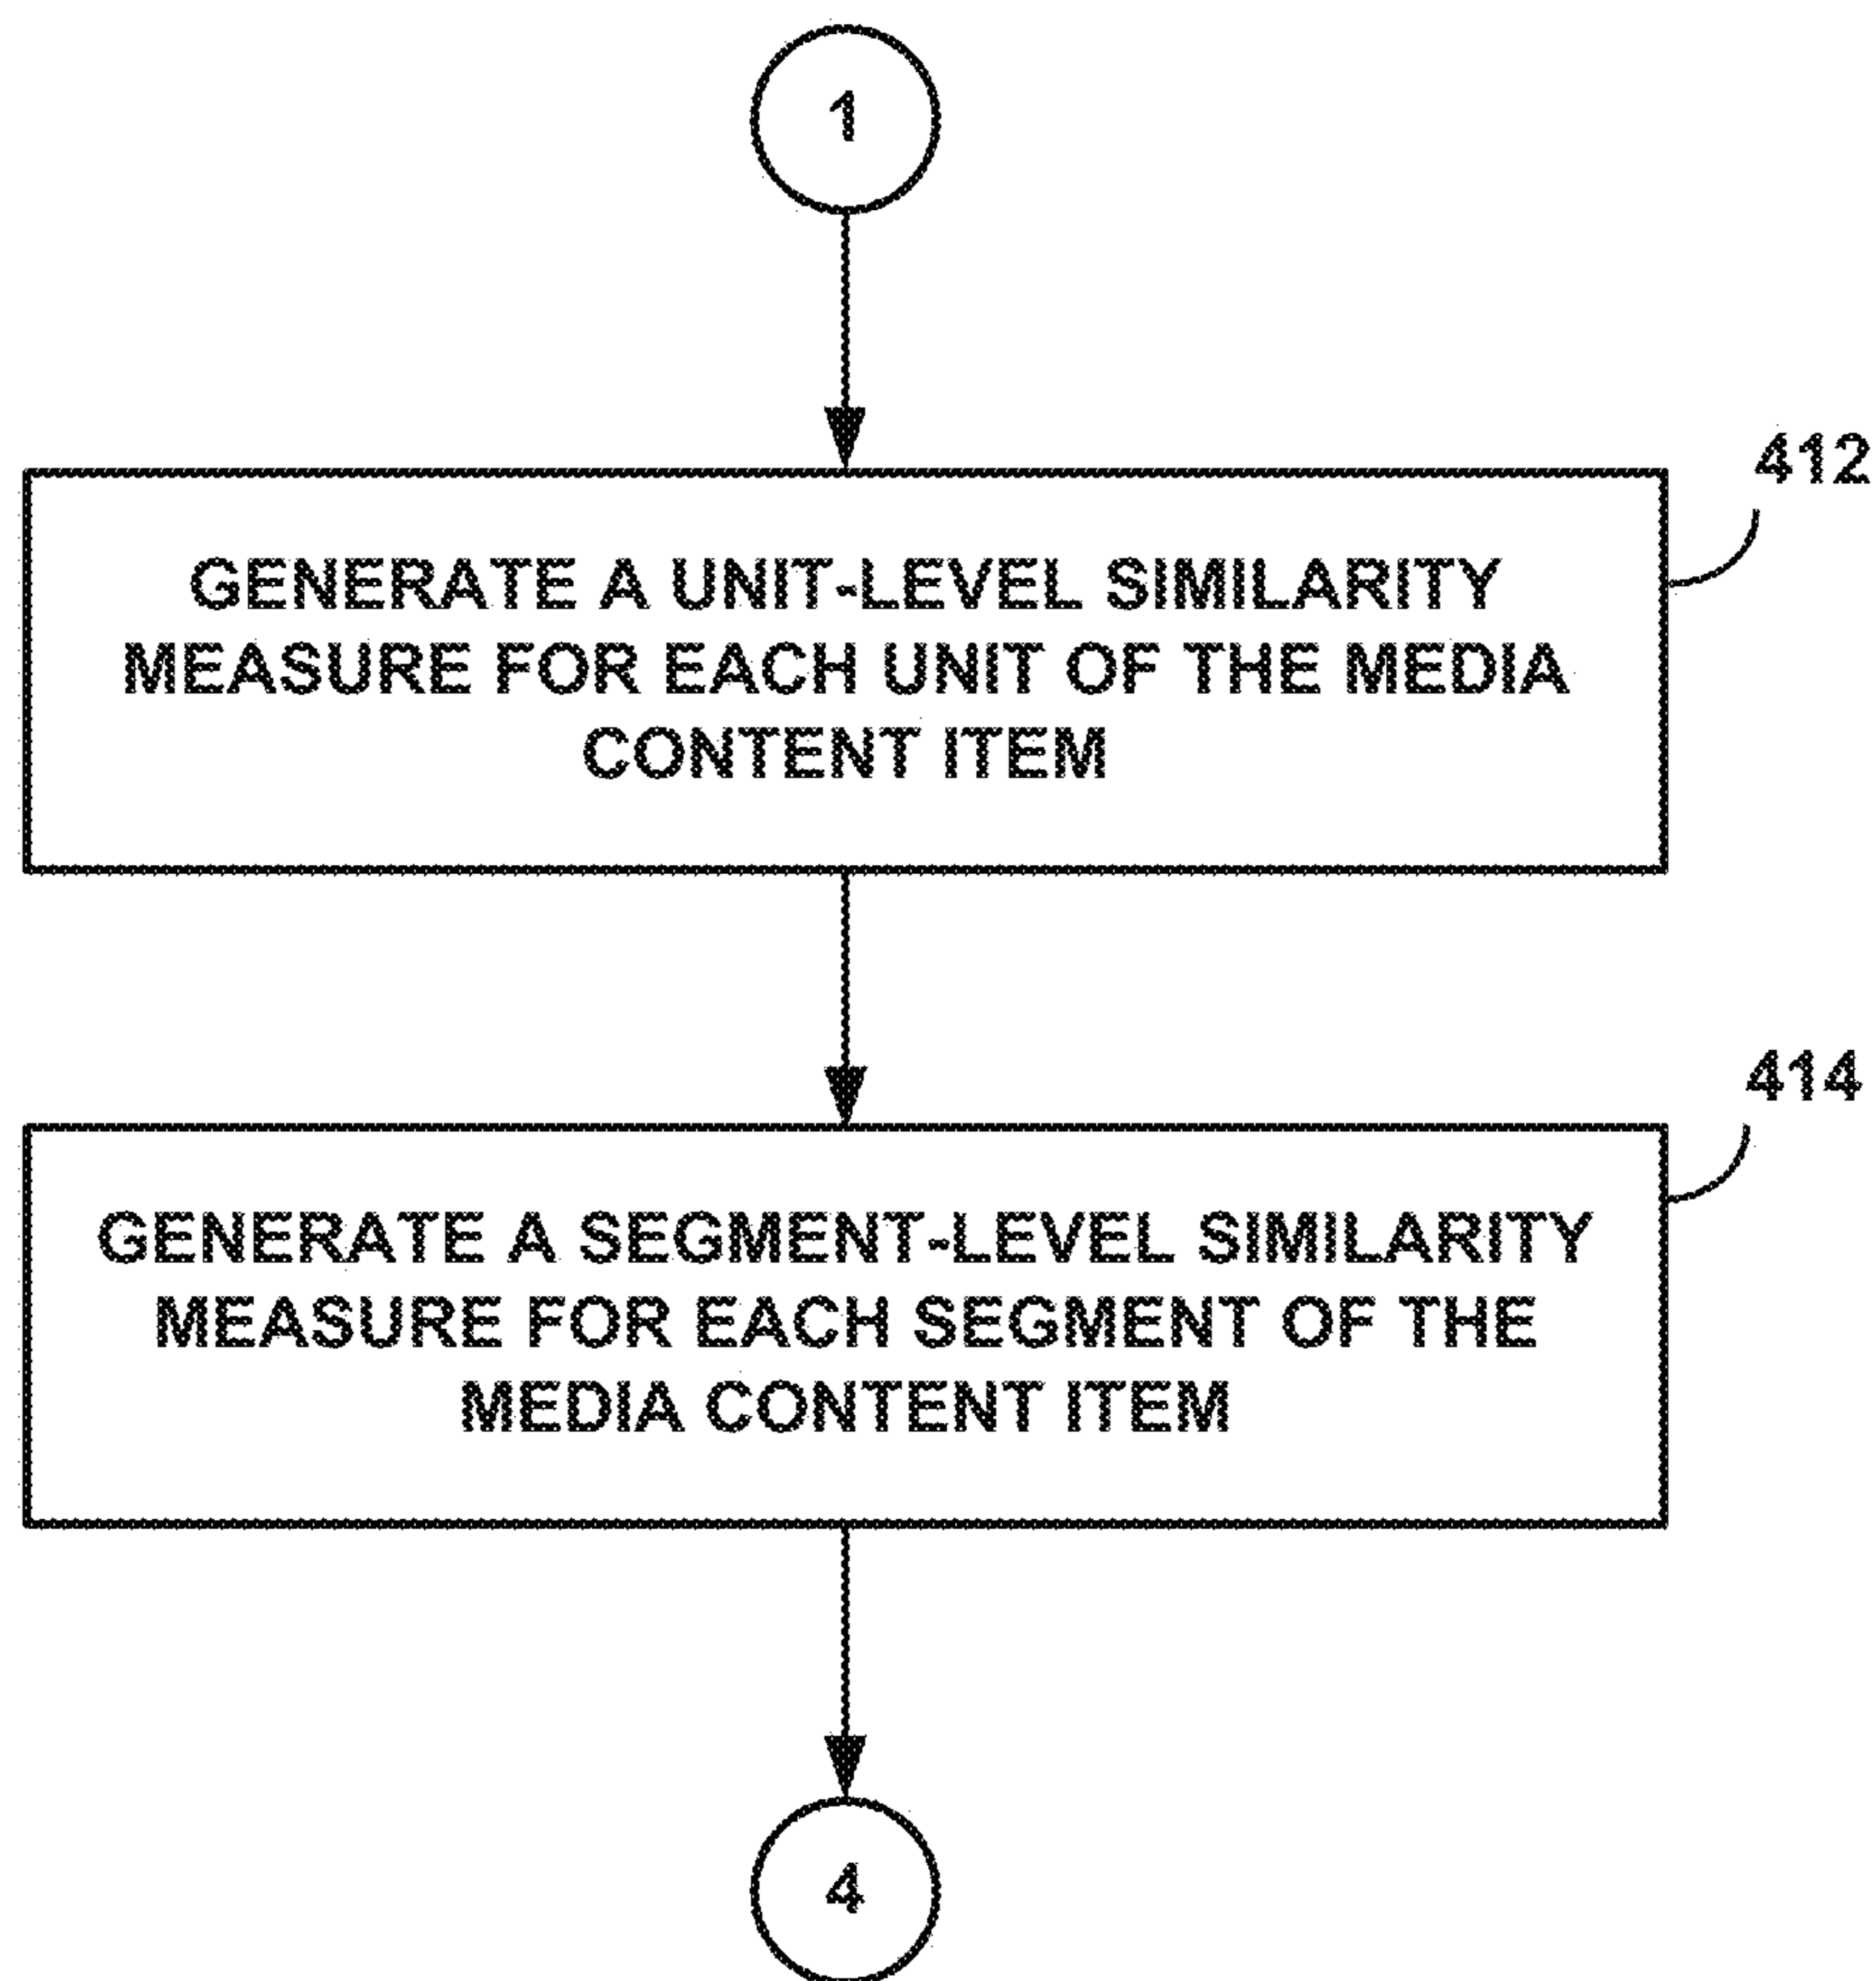 1
412
GENERATE A UNIT-LEVEL SIMILARITY
MEASURE FOR EACH UNIT OF THE MEDIA
CONTENT ITEM
414
GENERATE A SEGMENT-LEVEL SIMILARITY
MEASURE FOR EACH SEGMENT OF THE
MEDIA CONTENT ITEM
4